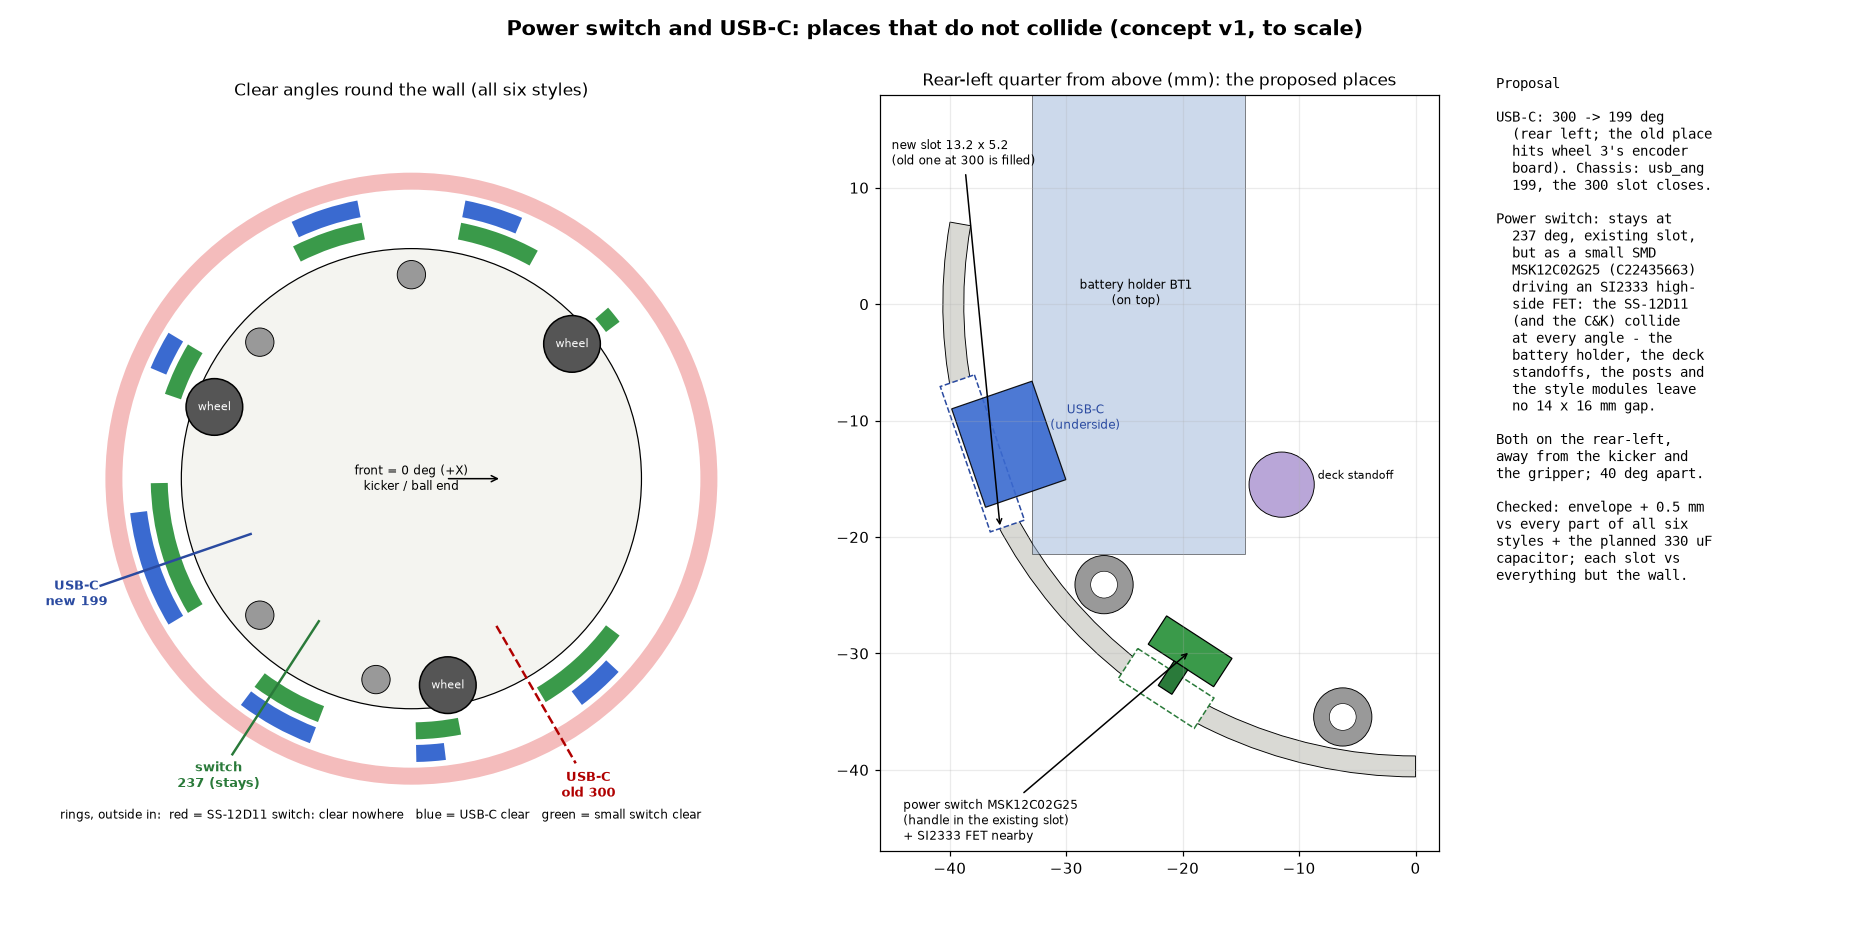 Power switch and USB-C: places that do not collide (concept v1, to scale)
Clear angles round the wall (all six styles)
wheel
wheel
front = 0 deg (+X)
kicker / ball end
USB-C
new 199
wheel
switch
237 (stays)
USB-C
old 300
rings, outside in:  red = SS-12D11 switch: clear nowhere   blue = USB-C clear   green = small switch clear
Rear-left quarter from above (mm): the proposed places
new slot 13.2 x 5.2
(old one at 300 is filled)
battery holder BT1
(on top)
USB-C
(underside)
deck standoff
power switch MSK12C02G25
(handle in the existing slot)
+ SI2333 FET nearby
10
0
−10
−20
−30
−40
−40
−30
−20
−10
0
Proposal
USB-C: 300 -> 199 deg
(rear left; the old place
hits wheel 3's encoder
board). Chassis: usb_ang
199, the 300 slot closes.
Power switch: stays at
237 deg, existing slot,
but as a small SMD
MSK12C02G25 (C22435663)
driving an SI2333 high-
side FET: the SS-12D11
(and the C&K) collide
at every angle - the
battery holder, the deck
standoffs, the posts and
the style modules leave
no 14 x 16 mm gap.
Both on the rear-left,
away from the kicker and
the gripper; 40 deg apart.
Checked: envelope + 0.5 mm
vs every part of all six
styles + the planned 330 uF
capacitor; each slot vs
everything but the wall.